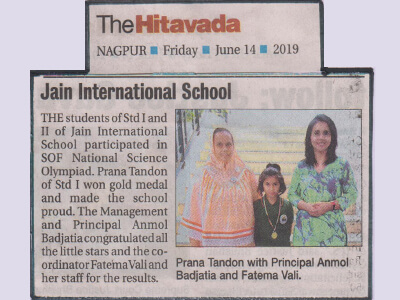 The Hitavada
NAGPUR ■ Friday ■ June 14 ■ 2019
Jain International School
THE students of Std I and
II of Jain International
School participated in
SOF National Science
Olympiad. Prana Tandon
of Std I won gold medal
and made the school
proud. The Management
and Principal Anmol
Badjatia congratulated all
the little stars and the co-
ordinator Fatema Vali and
her staff for the results.
Prana Tandon with Principal Anmol
Badjatia and Fatema Vali.